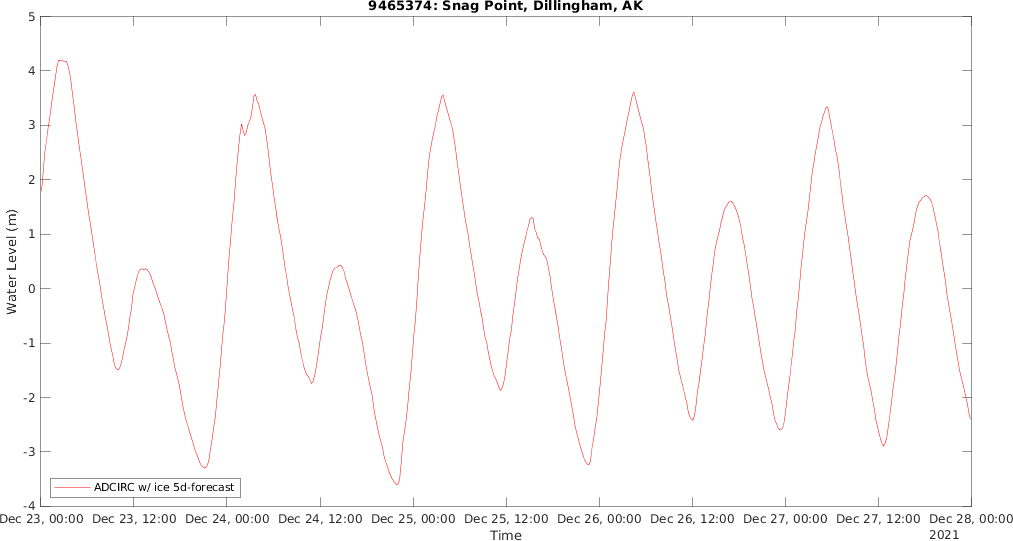 9465374: Snag Point, Dillingham, AK
Water Level (m)
5
4
3
2
1
0
-1
-2
-3
-4
ADCIRC w/ ice 5d-forecast
Dec 23, 00:00 Dec 23, 12:00 Dec 24, 00:00 Dec 24, 12:00 Dec 25, 00:00 Dec 25, 12:00 Dec 26, 00:00 Dec 26, 12:00 Dec 27, 00:00 Dec 27, 12:00 Dec 28, 00:00
Time
2021